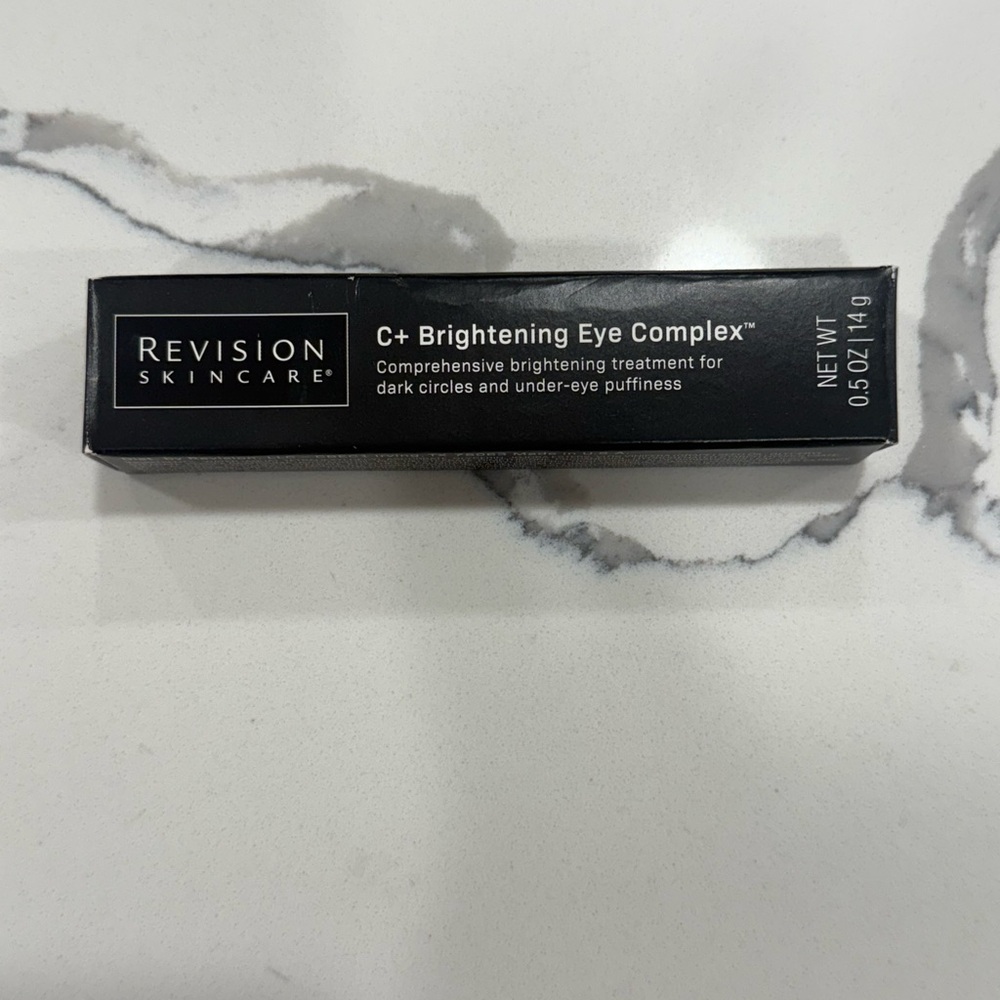 REVISION
SKINCARE®
C+ Brightening Eye Complex™
Comprehensive brightening treatment for
dark circles and under-eye puffiness
NET WT
0.5 OZ | 14 g